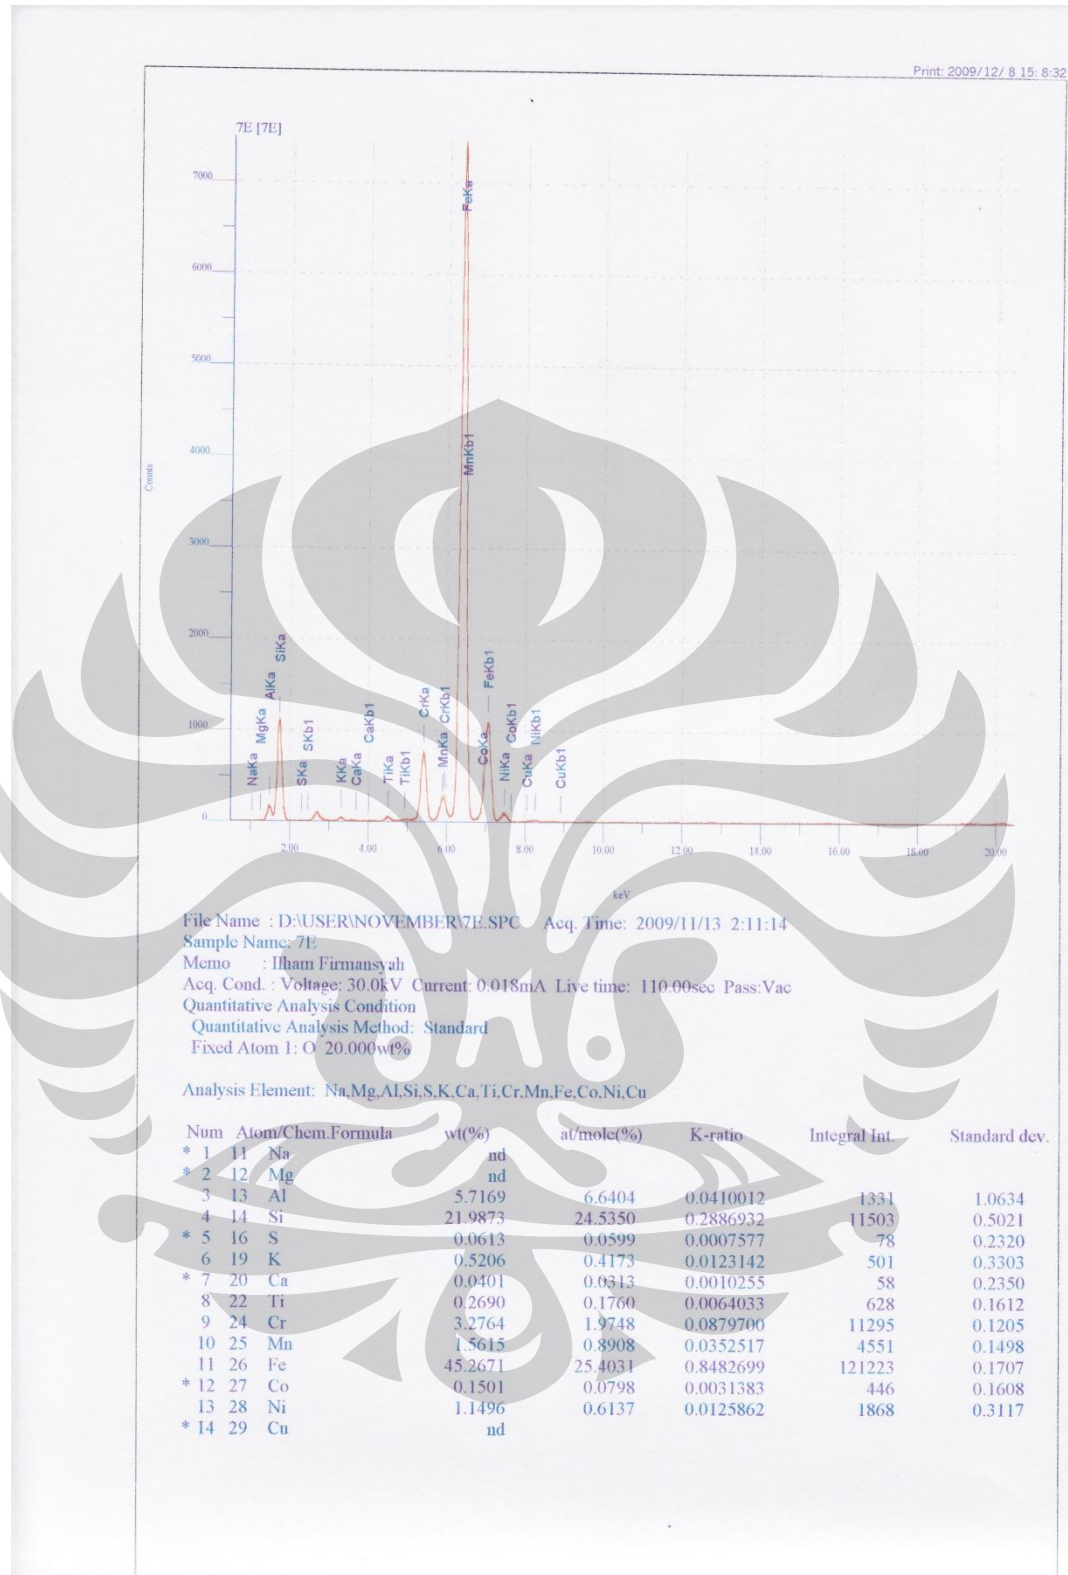 Print: 2009/12/ 8 15: 8:32
7E [7E]
7000
6000
5000
4000
3000
2000
1000
0
Counts
FeKa
MnKb1
NaKa MgKa AlKa SiKa SKa SKb1 KKa CaKa CaKb1 TiKa TiKb1 CrKa MnKa CrKb1 CoKa FeKb1 NiKa CoKb1 CuKa NiKb1 CuKb1
2.00 4.00 6.00 8.00 10.00 12.00 14.00 16.00 18.00 20.00
keV
File Name : D:\USER\NOVEMBER\7E.SPC Acq. Time: 2009/11/13 2:11:14
Sample Name: 7E
Memo : Ilham Firmansyah
Acq. Cond. : Voltage: 30.0kV Current: 0.018mA Live time: 110.00sec Pass:Vac
Quantitative Analysis Condition
Quantitative Analysis Method: Standard
Fixed Atom 1: O 20.000wt%
Analysis Element: Na,Mg,Al,Si,S,K,Ca,Ti,Cr,Mn,Fe,Co,Ni,Cu
Num Atom/Chem.Formula wt(%) at/mole(%) K-ratio Integral Int. Standard dev.
* 1 11 Na nd
* 2 12 Mg nd
3 13 Al 5.7169 6.6404 0.0410012 1331 1.0634
4 14 Si 21.9873 24.5350 0.2886932 11503 0.5021
* 5 16 S 0.0613 0.0599 0.0007577 78 0.2320
6 19 K 0.5206 0.4173 0.0123142 501 0.3303
* 7 20 Ca 0.0401 0.0313 0.0010255 58 0.2350
8 22 Ti 0.2690 0.1760 0.0064033 628 0.1612
9 24 Cr 3.2764 1.9748 0.0879700 11295 0.1205
10 25 Mn 1.5615 0.8908 0.0352517 4551 0.1498
11 26 Fe 45.2671 25.4031 0.8482699 121223 0.1707
* 12 27 Co 0.1501 0.0798 0.0031383 446 0.1608
13 28 Ni 1.1496 0.6137 0.0125862 1868 0.3117
* 14 29 Cu nd